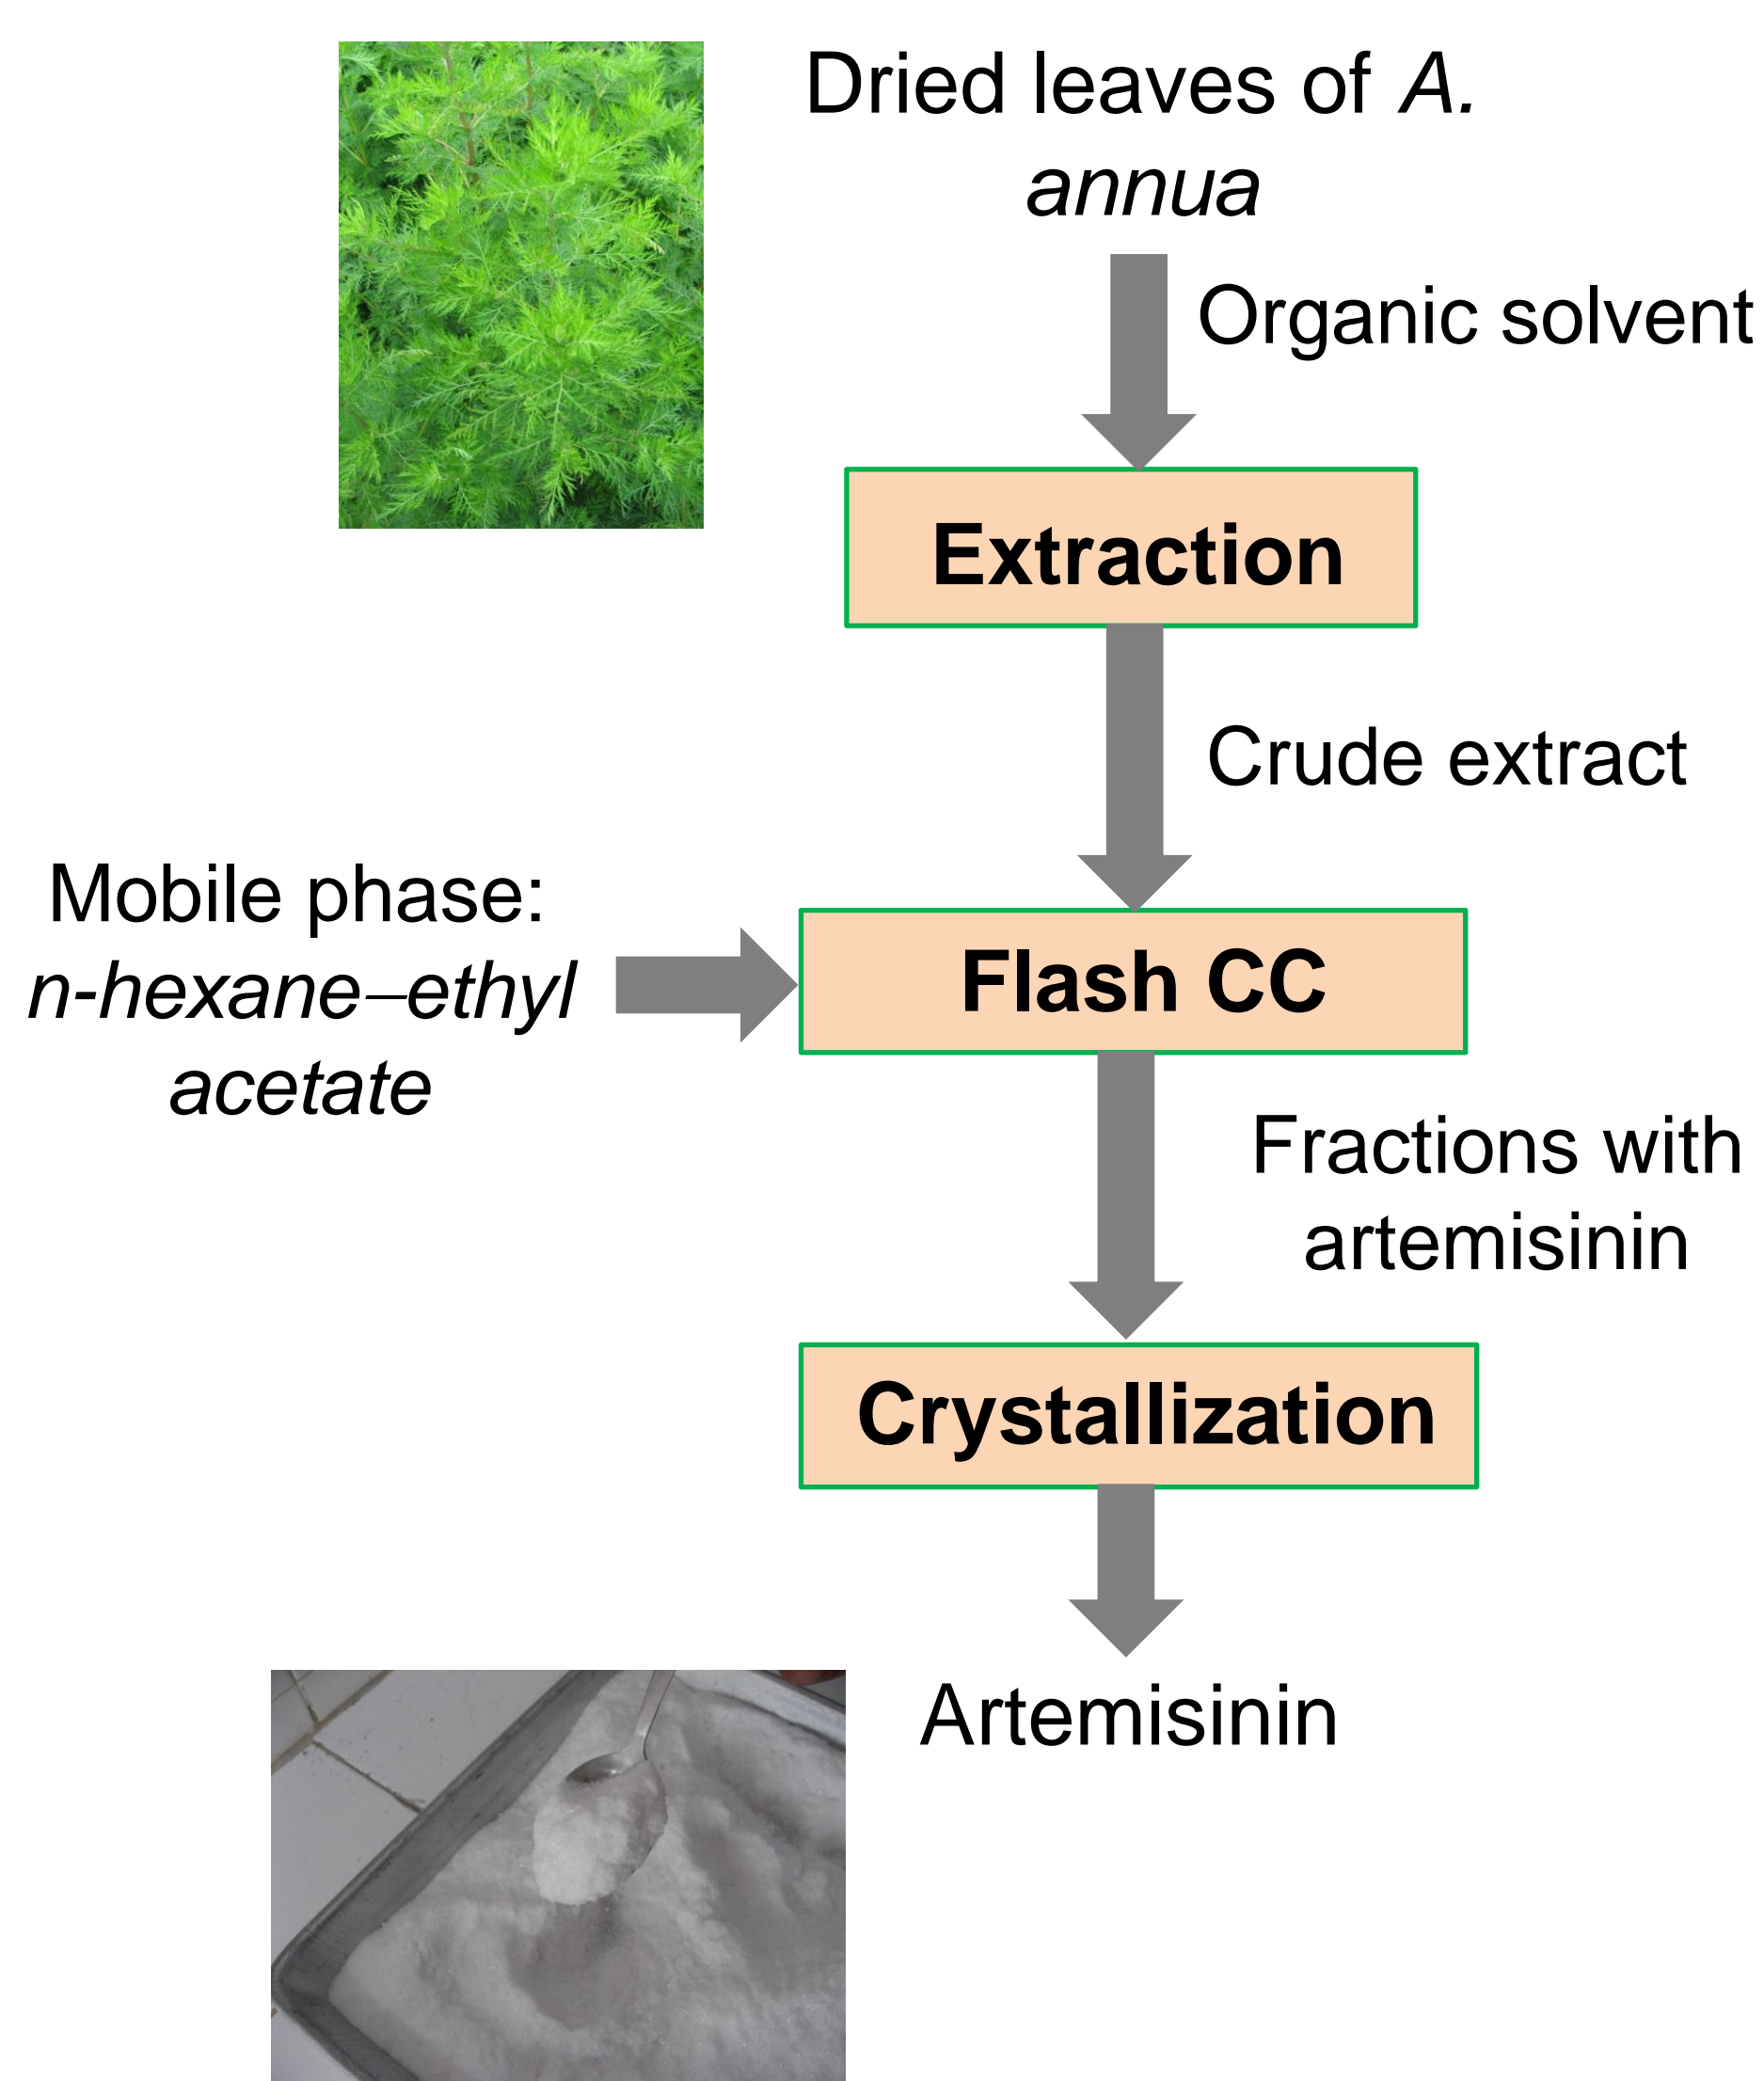 Dried leaves of A.
annua
Organic solvent
Extraction
Crude extract
Mobile phase:
n-hexane–ethyl
acetate
Flash CC
Fractions with
artemisinin
Crystallization
Artemisinin